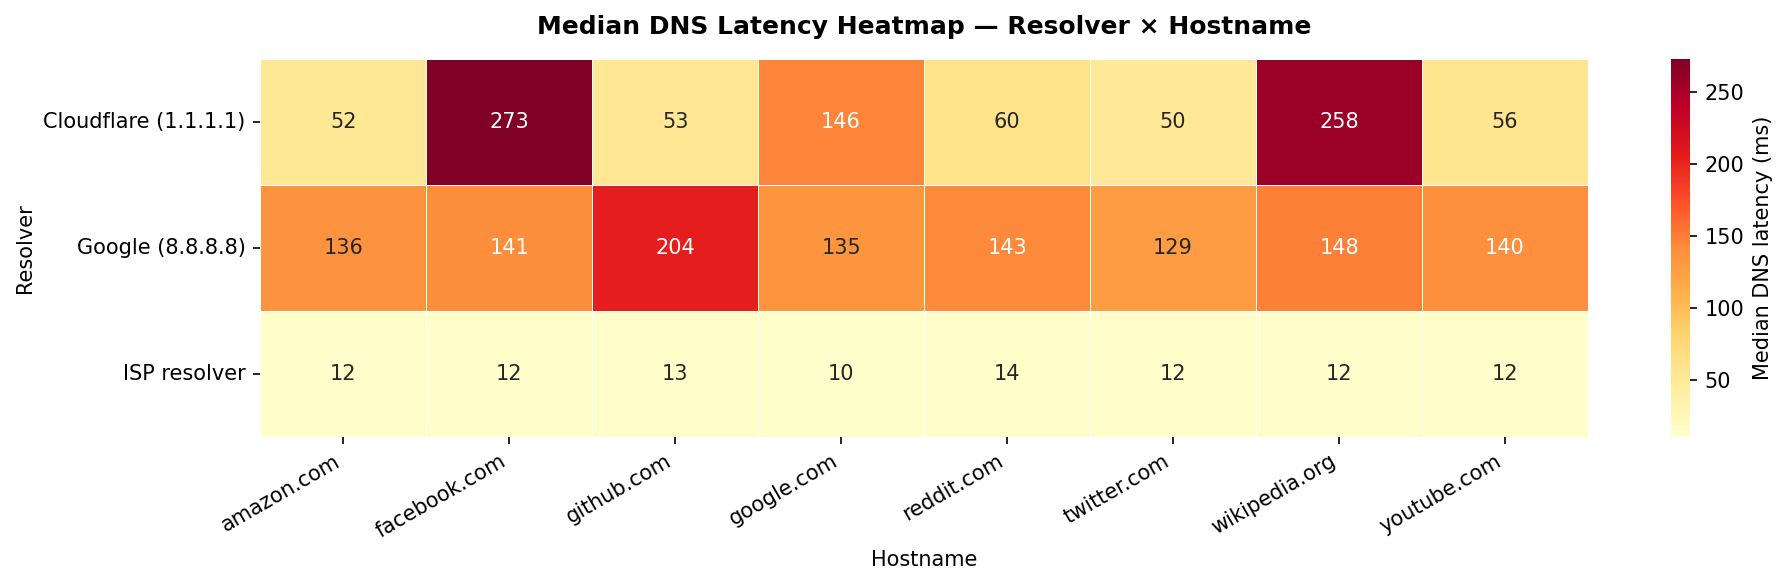 Median DNS Latency Heatmap — Resolver × Hostname
Resolver
Cloudflare (1.1.1.1) 52 273 53 146 60 50 258 56
Google (8.8.8.8) 136 141 204 135 143 129 148 140
ISP resolver 12 12 13 10 14 12 12 12
amazon.com facebook.com github.com google.com reddit.com twitter.com wikipedia.org youtube.com
Hostname
250
200
150
100
50
Median DNS latency (ms)